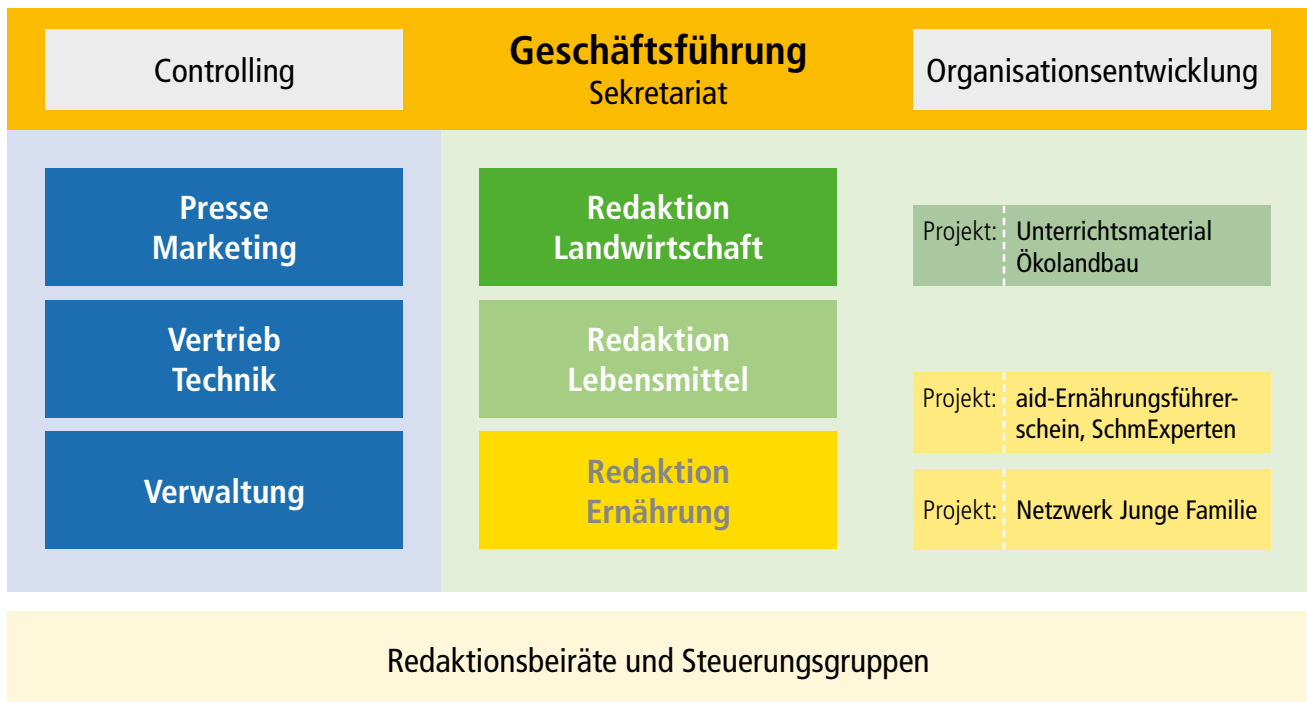 Controlling
Geschäftsführung
Sekretariat
Organisationsentwicklung
Presse
Marketing
Vertrieb
Technik
Verwaltung
Redaktion
Landwirtschaft
Redaktion
Lebensmittel
Redaktion
Ernährung
Projekt: Unterrichtsmaterial
Ökolandbau
Projekt: aid-Ernährungsführer-
schein, SchmExperten
Projekt: Netzwerk Junge Familie
Redaktionsbeiräte und Steuerungsgruppen